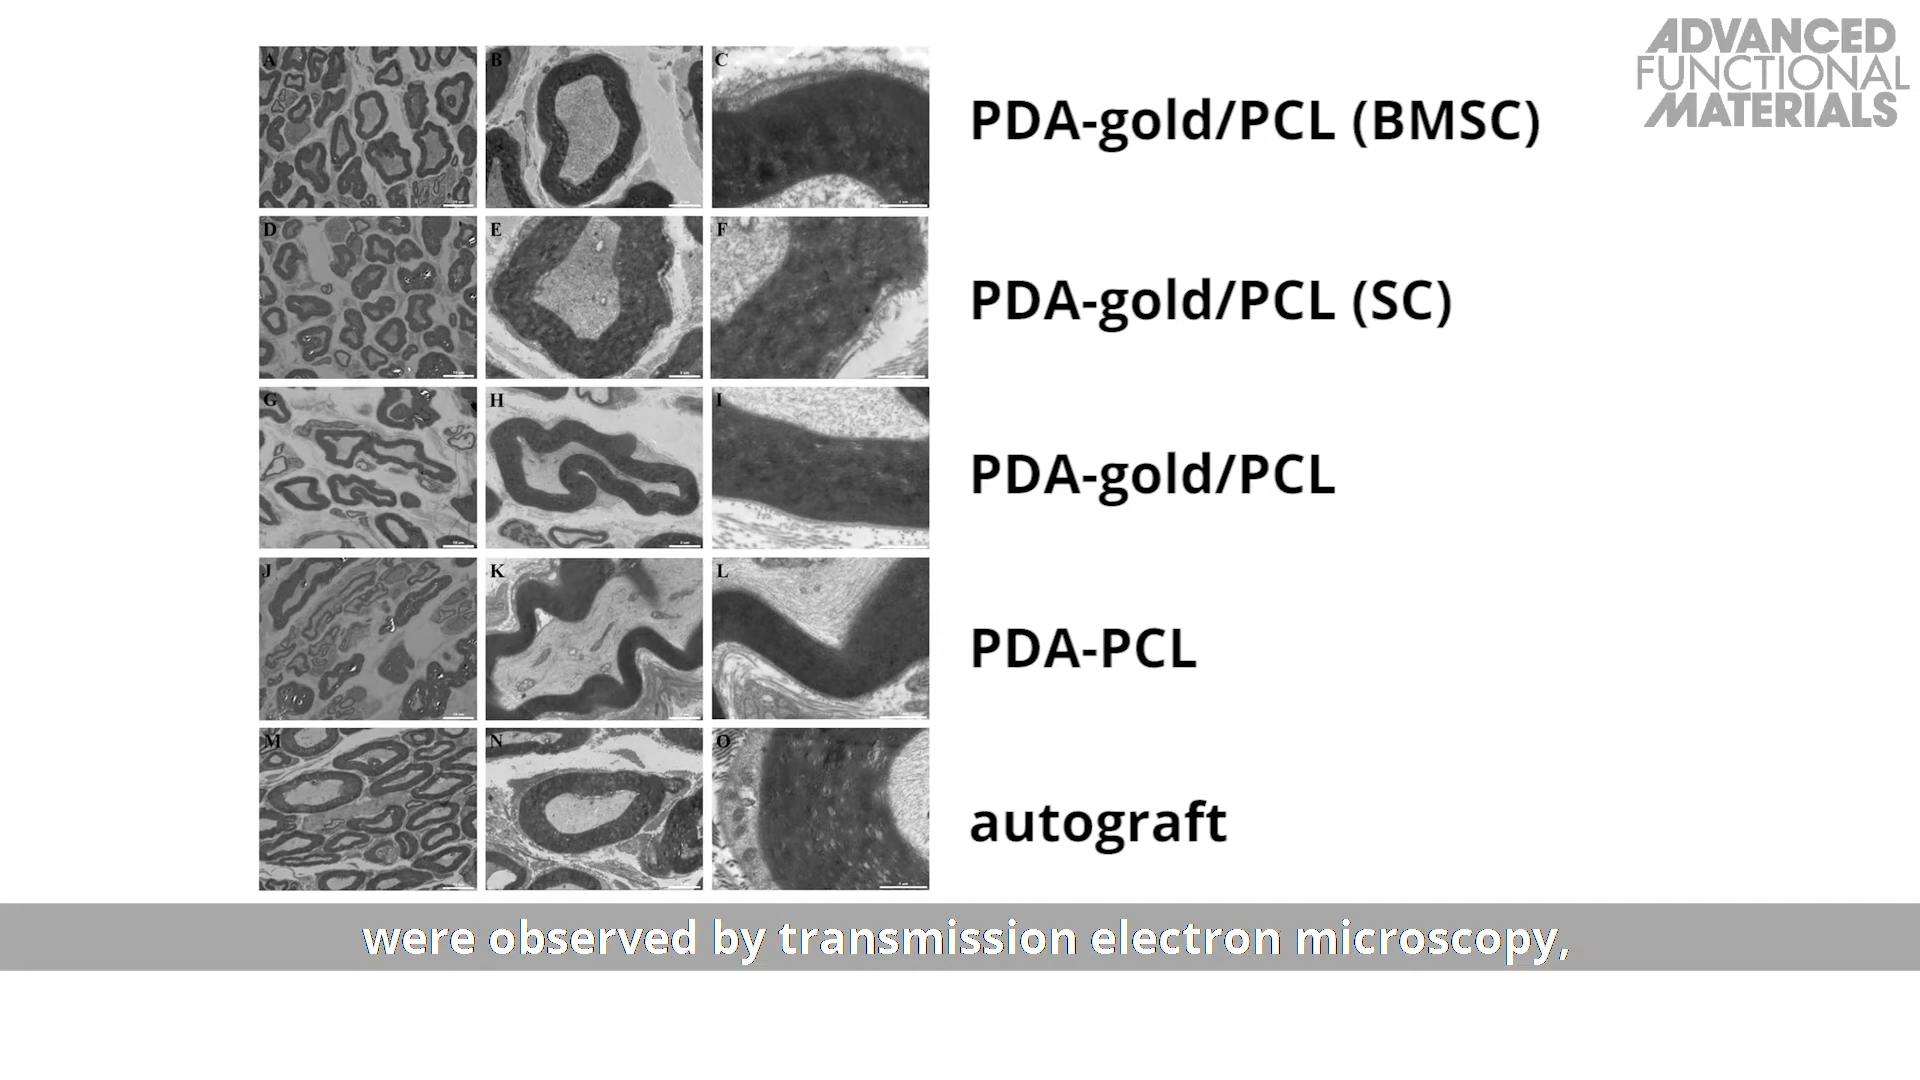 ADVANCED
FUNCTIONAL
MATERIALS
A B C
PDA-gold/PCL (BMSC)
D E F
PDA-gold/PCL (SC)
G H I
PDA-gold/PCL
J K L
PDA-PCL
M N O
autograft
were observed by transmission electron microscopy,